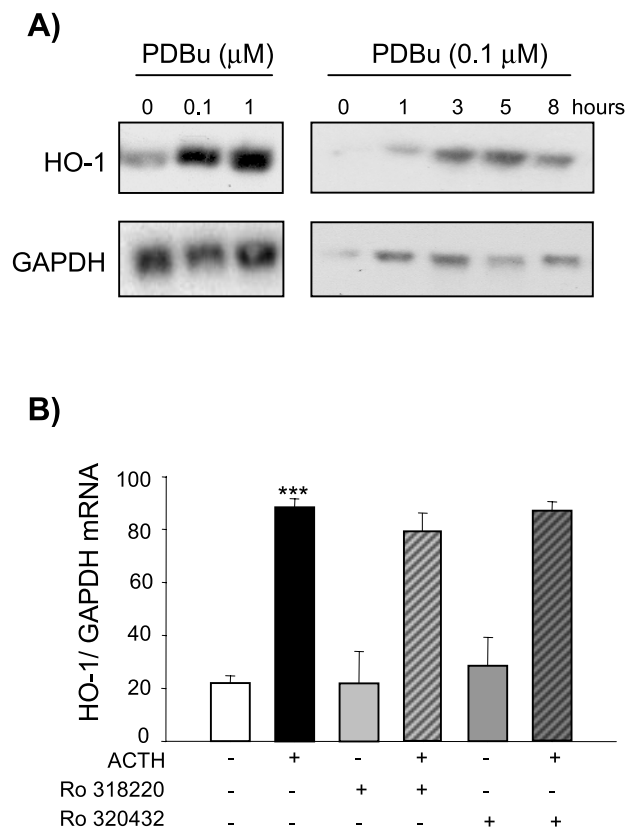 A)
PDBu (μM)
PDBu (0.1 μM)
0 0.1 1
0 1 3 5 8 hours
HO-1
GAPDH
B)
HO-1/ GAPDH mRNA
100
80
60
40
20
0
***
ACTH - + - + - +
Ro 318220 - - + + - -
Ro 320432 - - - - + +